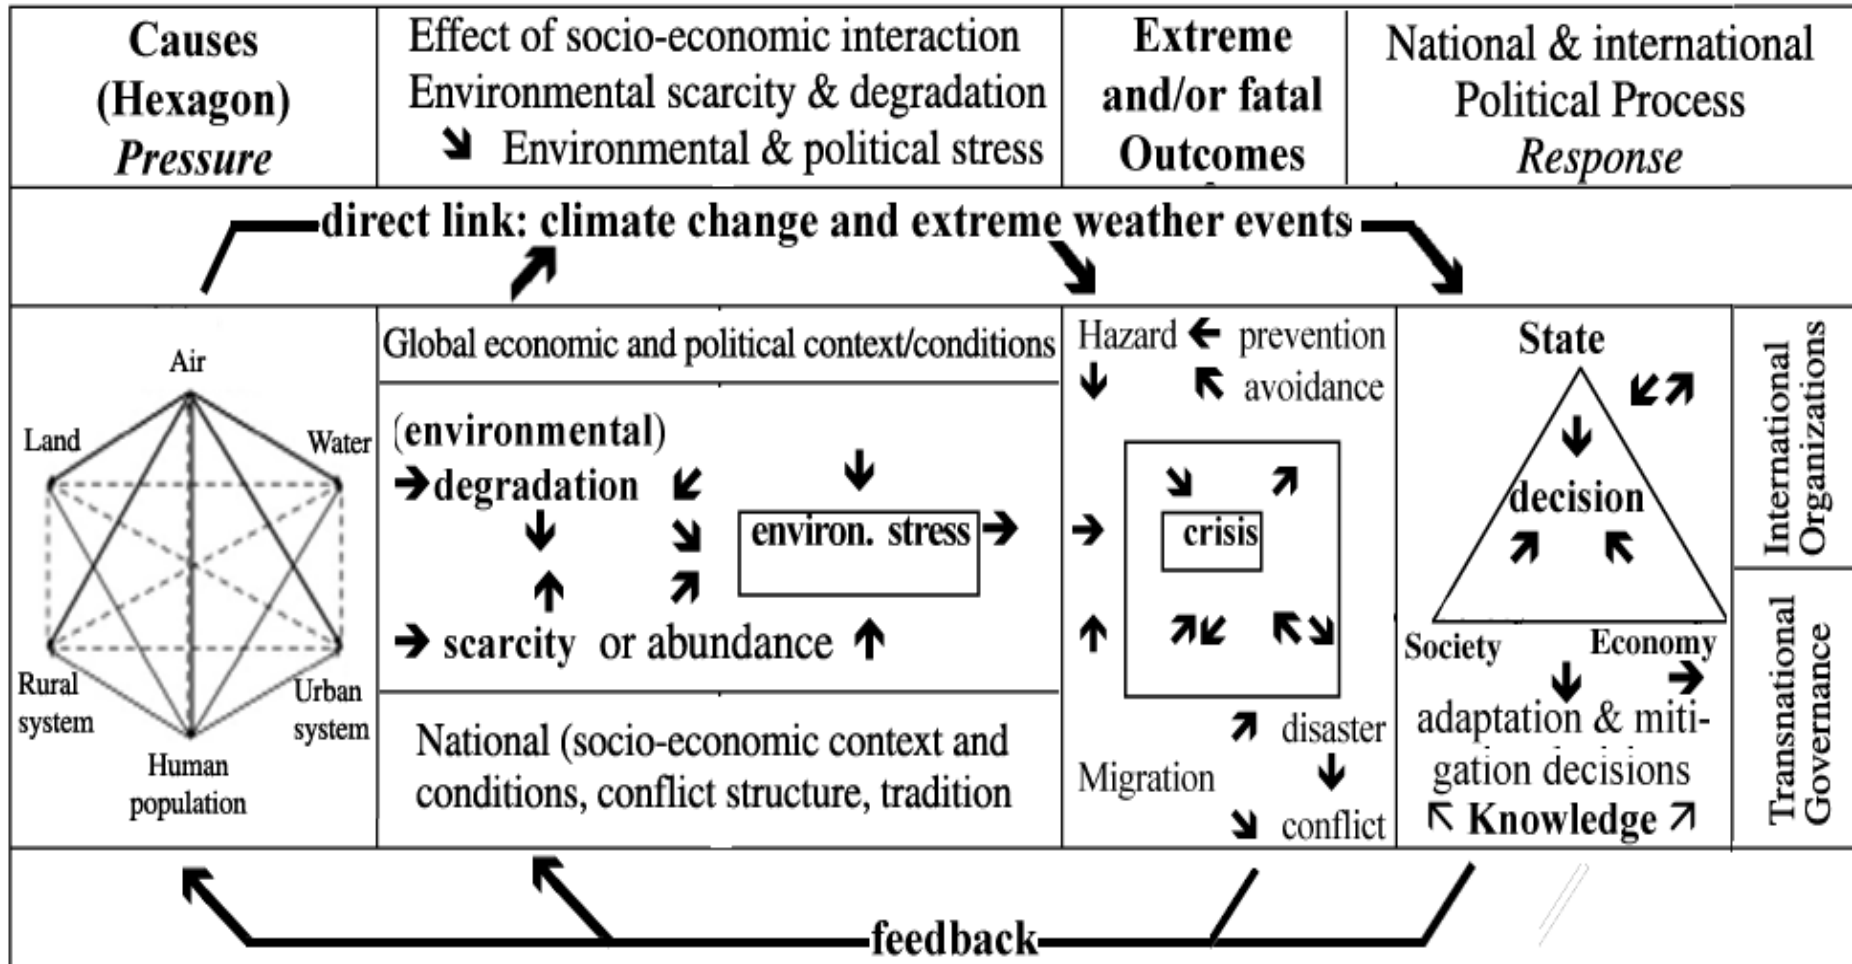 Causes
(Hexagon)
Pressure
Effect of socio-economic interaction
Environmental scarcity & degradation
Environmental & political stress
Extreme
and/or fatal
Outcomes
National & international
Political Process
Response
direct link: climate change and extreme weather events
Air
Land
Water
Rural
system
Urban
system
Human
population
Global economic and political context/conditions
(environmental)
degradation
environ. stress
scarcity or abundance
National (socio-economic context and
conditions, conflict structure, tradition
Hazard
prevention
avoidance
crisis
disaster
Migration
conflict
State
decision
Society
Economy
adaptation & miti-
gation decisions
Knowledge
International
Organizations
Transnational
Governance
feedback